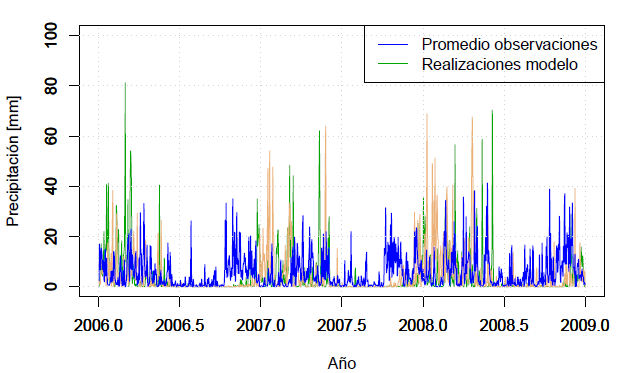 Promedio observaciones
Realizaciones modelo
Precipitación [mm]
100
80
60
40
20
0
2006.0 2006.5 2007.0 2007.5 2008.0 2008.5 2009.0
Año